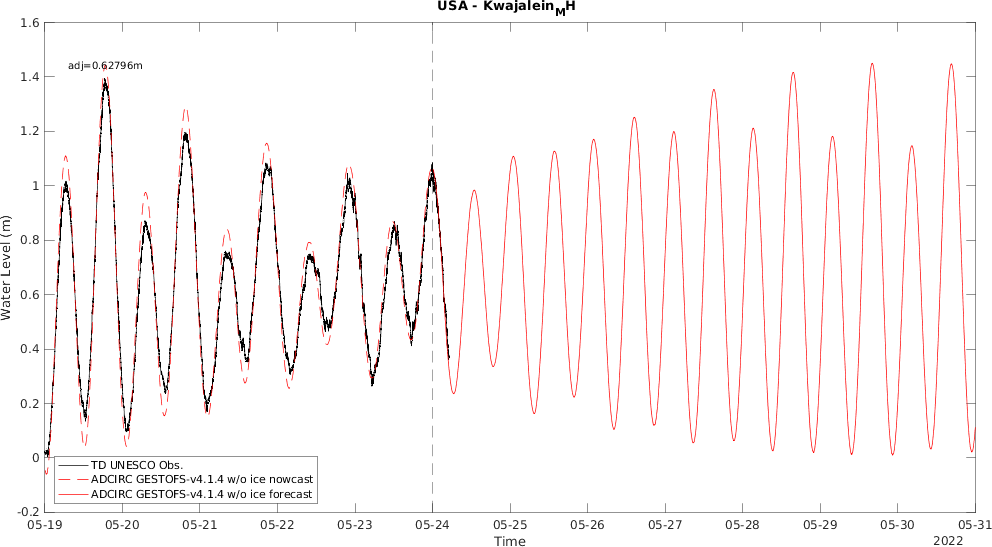 USA - Kwajalein_MH
1.6
1.4
1.2
1
0.8
0.6
0.4
0.2
0
-0.2
Water Level (m)
adj=0.62796m
TD UNESCO Obs.
ADCIRC GESTOFS-v4.1.4 w/o ice nowcast
ADCIRC GESTOFS-v4.1.4 w/o ice forecast
05-19 05-20 05-21 05-22 05-23 05-24 05-25 05-26 05-27 05-28 05-29 05-30 05-31
Time
2022